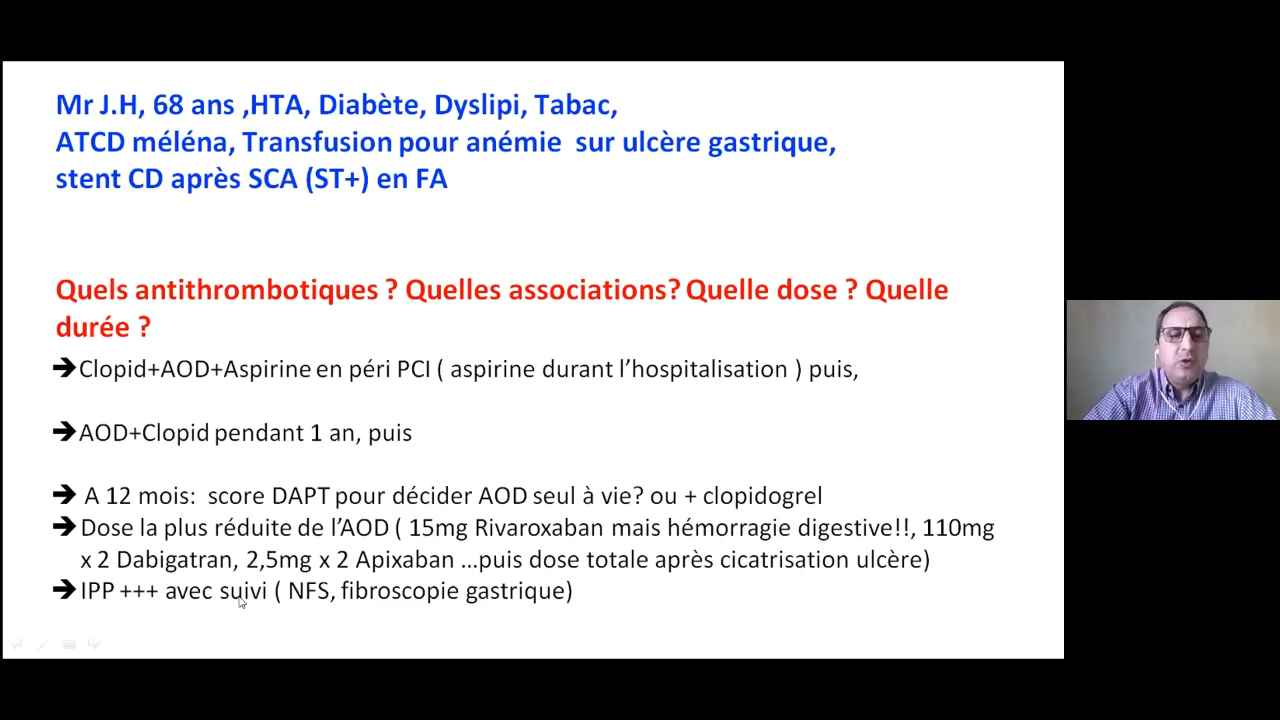 Mr J.H, 68 ans ,HTA, Diabète, Dyslipi, Tabac,
ATCD méléna, Transfusion pour anémie sur ulcère gastrique,
stent CD après SCA (ST+) en FA
Quels antithrombotiques ? Quelles associations? Quelle dose ? Quelle
durée ?
➔Clopid+AOD+Aspirine en péri PCI ( aspirine durant l’hospitalisation ) puis,
➔AOD+Clopid pendant 1 an, puis
➔ A 12 mois: score DAPT pour décider AOD seul à vie? ou + clopidogrel
➔Dose la plus réduite de l’AOD ( 15mg Rivaroxaban mais hémorragie digestive!!, 110mg
x 2 Dabigatran, 2,5mg x 2 Apixaban …puis dose totale après cicatrisation ulcère)
➔IPP +++ avec suivi ( NFS, fibroscopie gastrique)